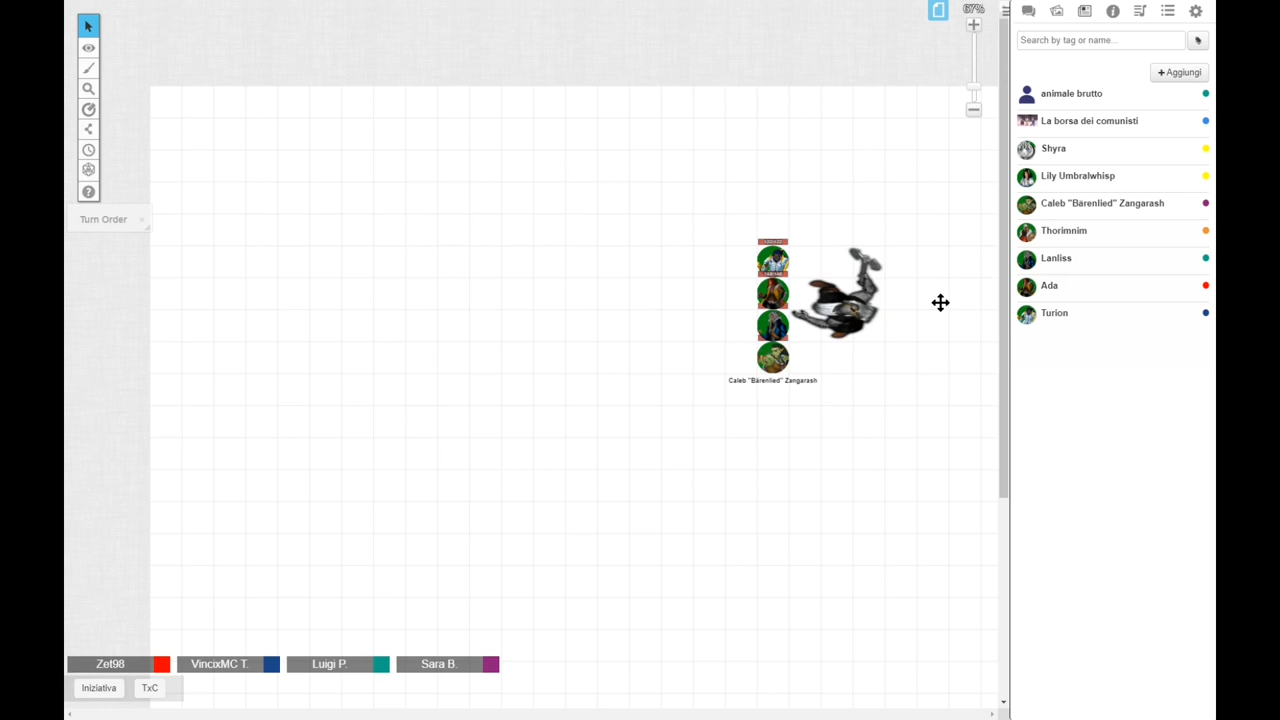 67%
Search by tag or name...
+Aggiungi
animale brutto
La borsa dei comunisti
Shyra
Lily Umbralwhisp
Caleb "Bärenlied" Zangarash
Thorimnim
Lanliss
Ada
Turion
Turn Order
Caleb "Bärenlied" Zangarash
Zet98
VincixMC T.
Luigi P.
Sara B.
Iniziativa
TxC